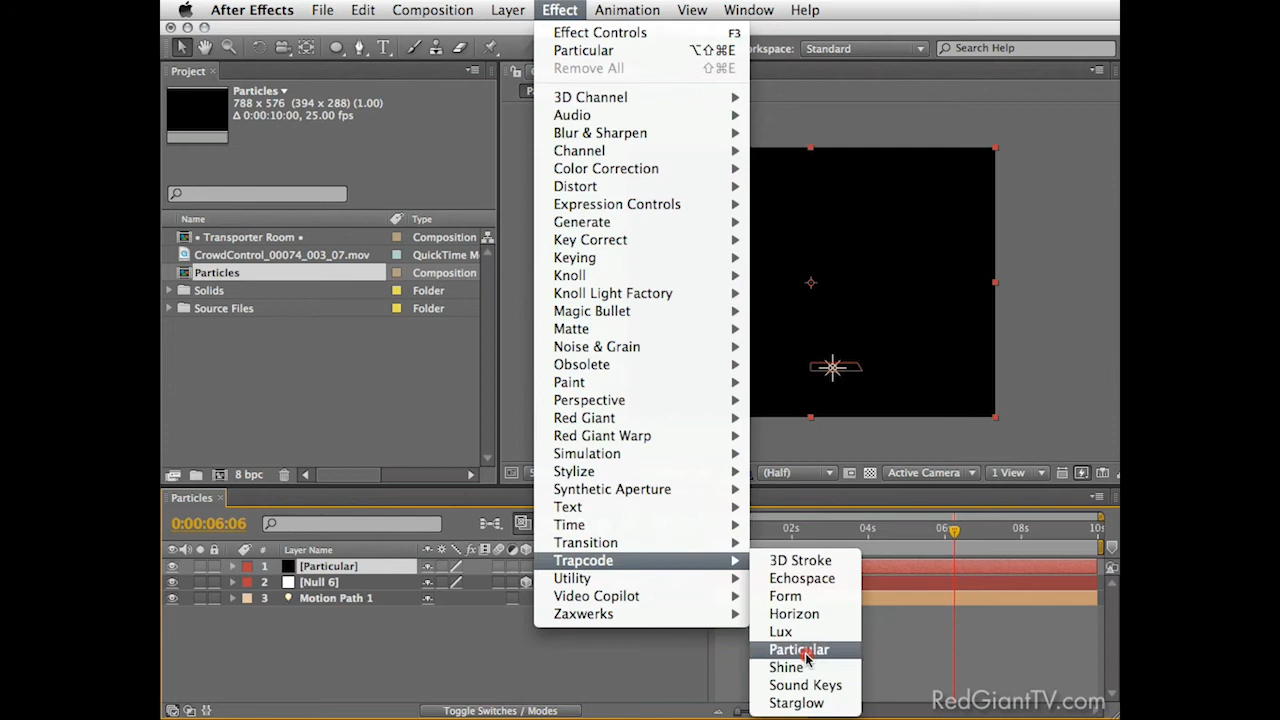 After Effects File Edit Composition Layer Effect Animation View Window Help
Effect Controls F3
Particular ⌥⇧⌘E
Remove All ⇧⌘E
3D Channel
Audio
Blur & Sharpen
Channel
Color Correction
Distort
Expression Controls
Generate
Key Correct
Keying
Knoll
Knoll Light Factory
Magic Bullet
Matte
Noise & Grain
Obsolete
Paint
Perspective
Red Giant
Red Giant Warp
Simulation
Stylize
Synthetic Aperture
Text
Time
Transition
Trapcode
Utility
Video Copilot
Zaxwerks
3D Stroke
Echospace
Form
Horizon
Lux
Particular
Shine
Sound Keys
Starglow
kspace: Standard Search Help
Project
Particles
788 x 576 (394 x 288) (1.00)
Δ 0:00:10:00, 25.00 fps
Name Type
• Transporter Room • Composition
CrowdControl_00074_003_07.mov QuickTime M
Particles Composition
Solids Folder
Source Files Folder
8 bpc
(Half) Active Camera 1 View
Particles
0:00:06:06
02s 04s 06 08s 10s
# Layer Name
1 [Particular]
2 [Null 6]
3 Motion Path 1
Toggle Switches / Modes
RedGiantTV.com